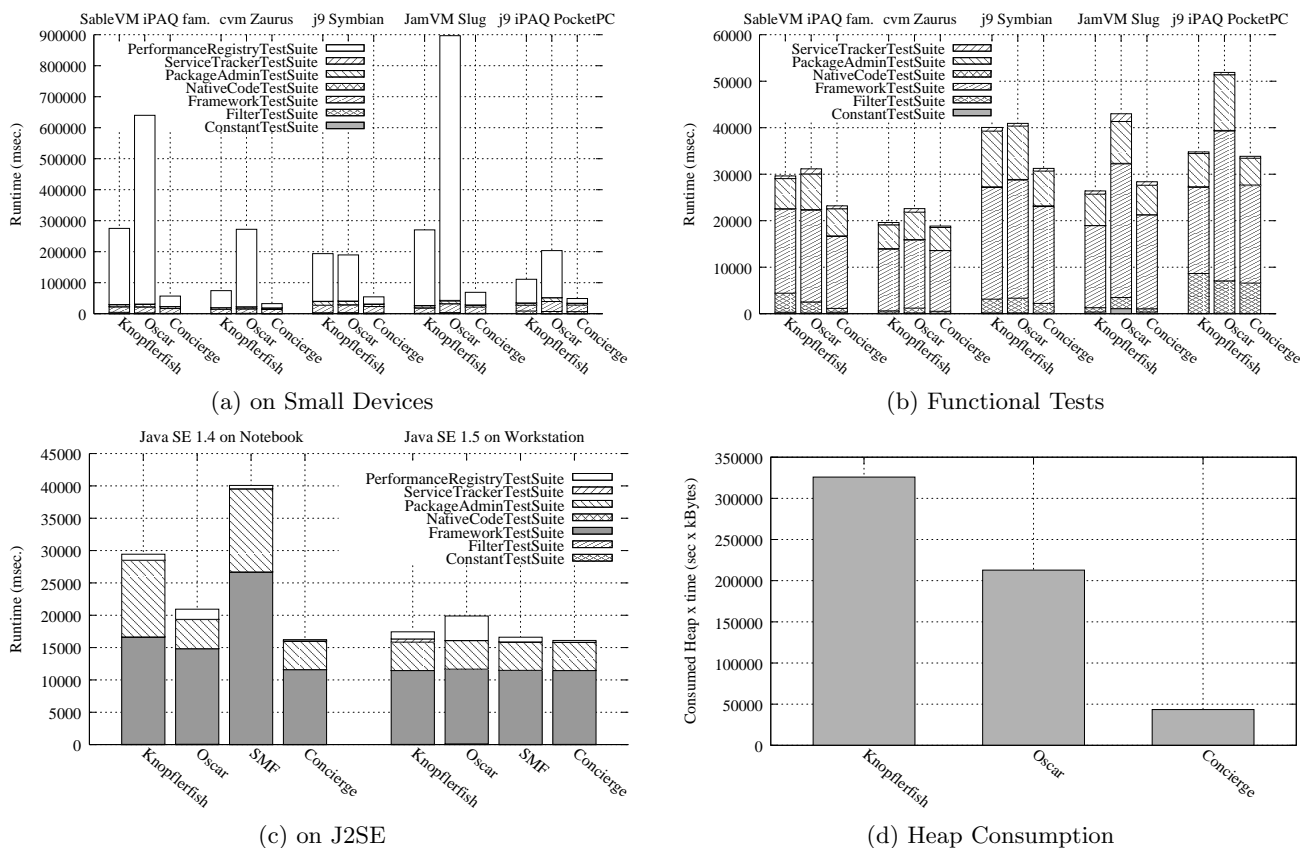 SableVM iPAQ fam. cvm Zaurus j9 Symbian JamVM Slug j9 iPAQ PocketPC
900000
800000
700000
600000
500000
400000
300000
200000
100000
0
Runtime (msec.)
PerformanceRegistryTestSuite
ServiceTrackerTestSuite
PackageAdminTestSuite
NativeCodeTestSuite
FrameworkTestSuite
FilterTestSuite
ConstantTestSuite
Knopflerfish Oscar Concierge Knopflerfish Oscar Concierge Knopflerfish Oscar Concierge Knopflerfish Oscar Concierge Knopflerfish Oscar Concierge
(a) on Small Devices
SableVM iPAQ fam. cvm Zaurus j9 Symbian JamVM Slug j9 iPAQ PocketPC
60000
50000
40000
30000
20000
10000
0
Runtime (msec.)
ServiceTrackerTestSuite
PackageAdminTestSuite
NativeCodeTestSuite
FrameworkTestSuite
FilterTestSuite
ConstantTestSuite
Knopflerfish Oscar Concierge Knopflerfish Oscar Concierge Knopflerfish Oscar Concierge Knopflerfish Oscar Concierge Knopflerfish Oscar Concierge
(b) Functional Tests
Java SE 1.4 on Notebook Java SE 1.5 on Workstation
45000
40000
35000
30000
25000
20000
15000
10000
5000
0
Runtime (msec.)
PerformanceRegistryTestSuite
ServiceTrackerTestSuite
PackageAdminTestSuite
NativeCodeTestSuite
FrameworkTestSuite
FilterTestSuite
ConstantTestSuite
Knopflerfish Oscar SMF Concierge Knopflerfish Oscar SMF Concierge
(c) on J2SE
350000
300000
250000
200000
150000
100000
50000
0
Consumed Heap x time (sec x kBytes)
Knopflerfish Oscar Concierge
(d) Heap Consumption